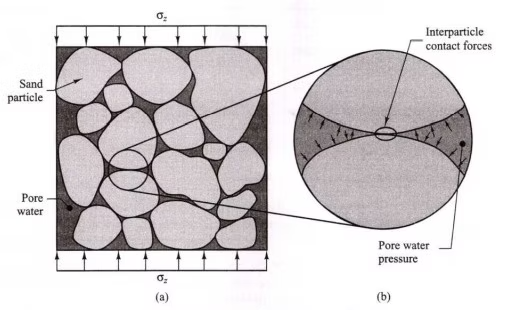 σz
Sand
particle
Pore
water
σz
(a)
Interparticle
contact forces
Pore water
pressure
(b)